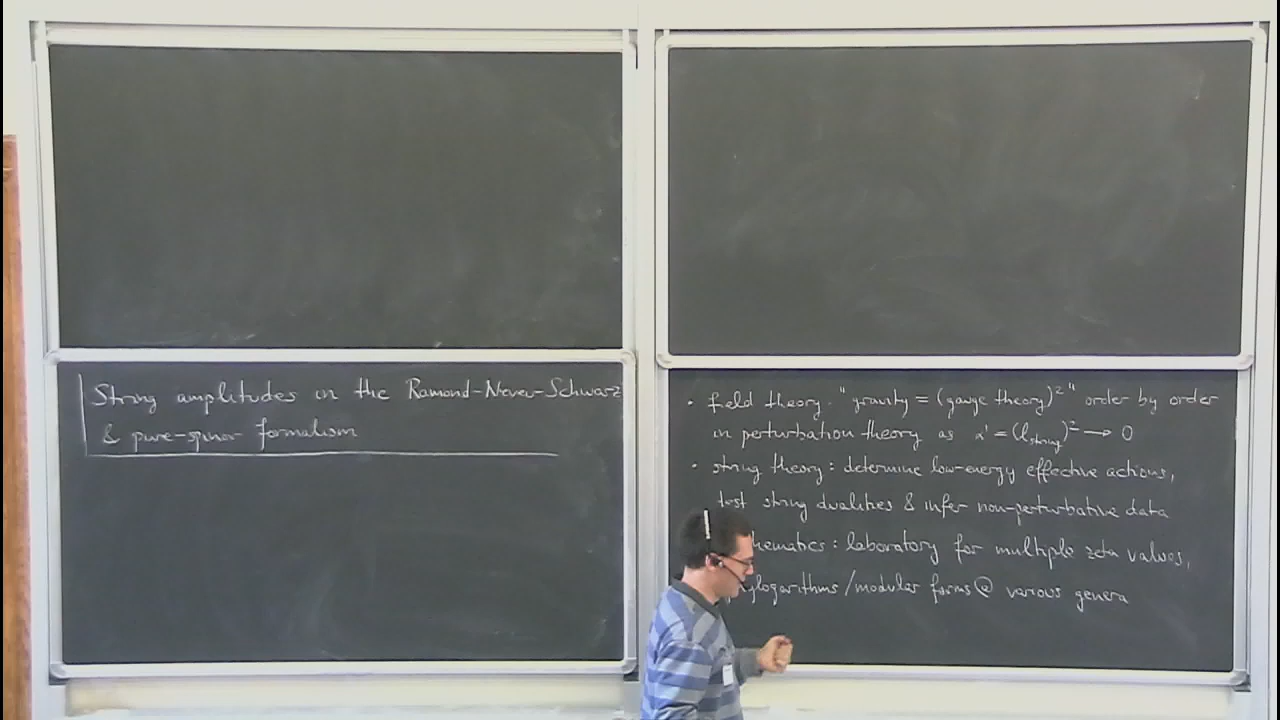 String amplitudes in the Ramond-Neveu-Schwarz
& pure-spinor formalism
• field theory: "gravity = (gauge theory)²" order by order
in perturbation theory as α' = (l_string)² → 0
• string theory: determine low-energy effective actions,
test string dualities & infer non-perturbative data
hematics: laboratory for multiple zeta values,
ylogarithms/modular forms @ various genera